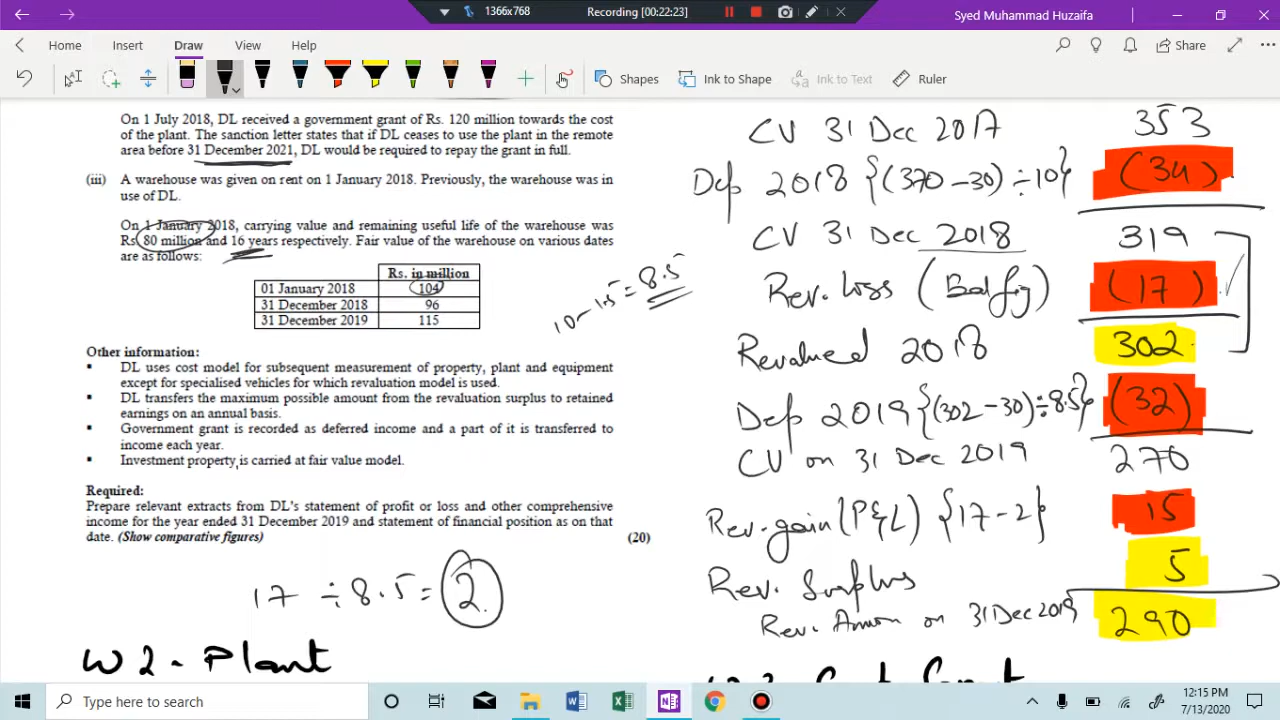 1366x768
Recording [00:22:23]
Syed Muhammad Huzaifa
Home Insert Draw View Help
Share
Shapes
Ink to Shape
Ink to Text
Ruler
On 1 July 2018, DL received a government grant of Rs. 120 million towards the cost
of the plant. The sanction letter states that if DL ceases to use the plant in the remote
area before 31 December 2021, DL would be required to repay the grant in full.
(iii) A warehouse was given on rent on 1 January 2018. Previously, the warehouse was in
use of DL.
On 1 January 2018, carrying value and remaining useful life of the warehouse was
Rs. 80 million and 16 years respectively. Fair value of the warehouse on various dates
are as follows:
Rs. in million
01 January 2018 104
31 December 2018 96
31 December 2019 115
10 - 1.5 = 8.5
Other information:
DL uses cost model for subsequent measurement of property, plant and equipment
except for specialised vehicles for which revaluation model is used.
DL transfers the maximum possible amount from the revaluation surplus to retained
earnings on an annual basis.
Government grant is recorded as deferred income and a part of it is transferred to
income each year.
Investment property is carried at fair value model.
Required:
Prepare relevant extracts from DL's statement of profit or loss and other comprehensive
income for the year ended 31 December 2019 and statement of financial position as on that
date. (Show comparative figures) (20)
17 ÷ 8.5 = 2
W2 - Plant
CV 31 Dec 2017 353
Dep 2018 {(370-30)÷10} (34)
CV 31 Dec 2018 319
Rev. Loss (Bal fig) (17)
Revalued 2018 302
Dep 2019 {(302-30)÷8.5} (32)
CV on 31 Dec 2019 270
Rev. gain (P&L) {17-2} 15
Rev. Surplus 5
Rev. Amoun on 31 Dec 2019 290
Type here to search
12:15 PM
7/13/2020